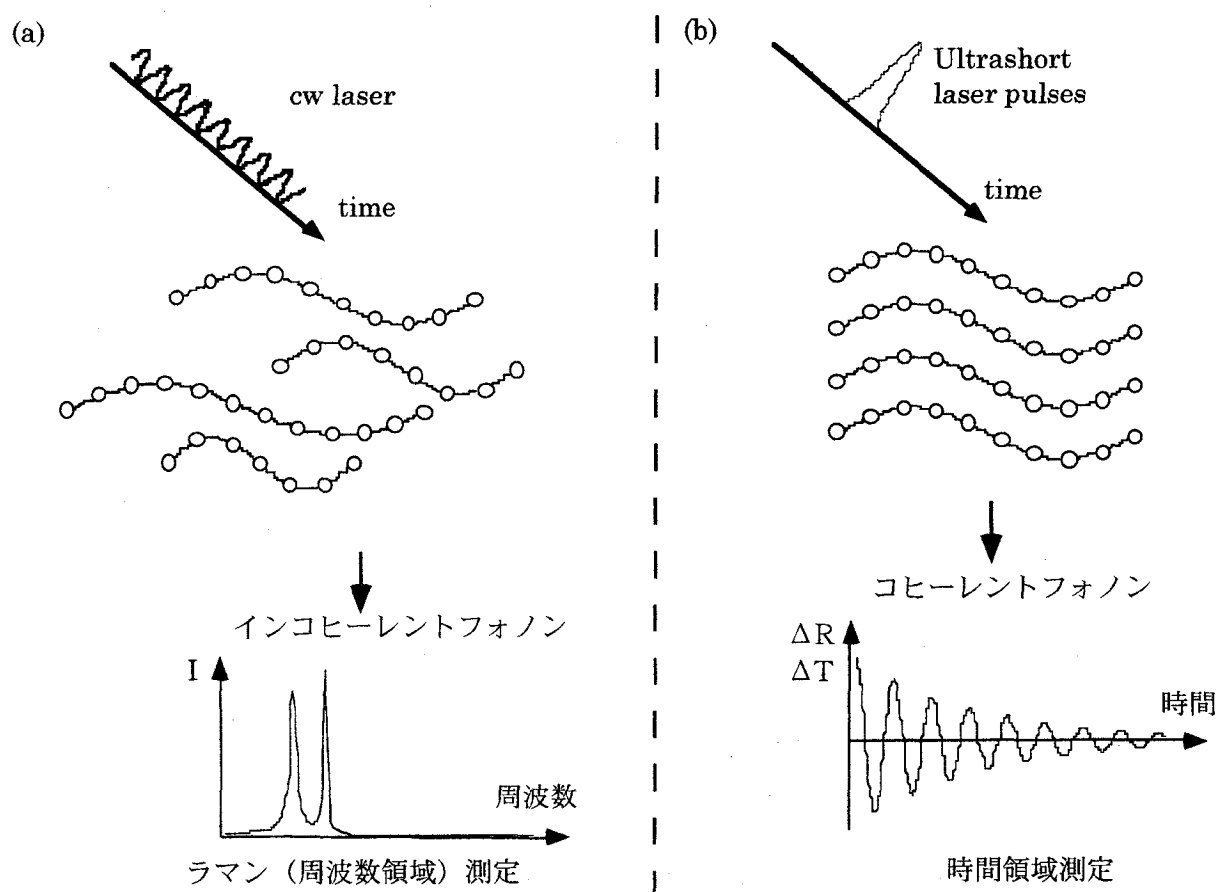 (a)
cw laser
time
インコヒーレントフォノン
I
周波数
ラマン（周波数領域）測定
(b)
Ultrashort
laser pulses
time
コヒーレントフォノン
ΔR
ΔT
時間
時間領域測定